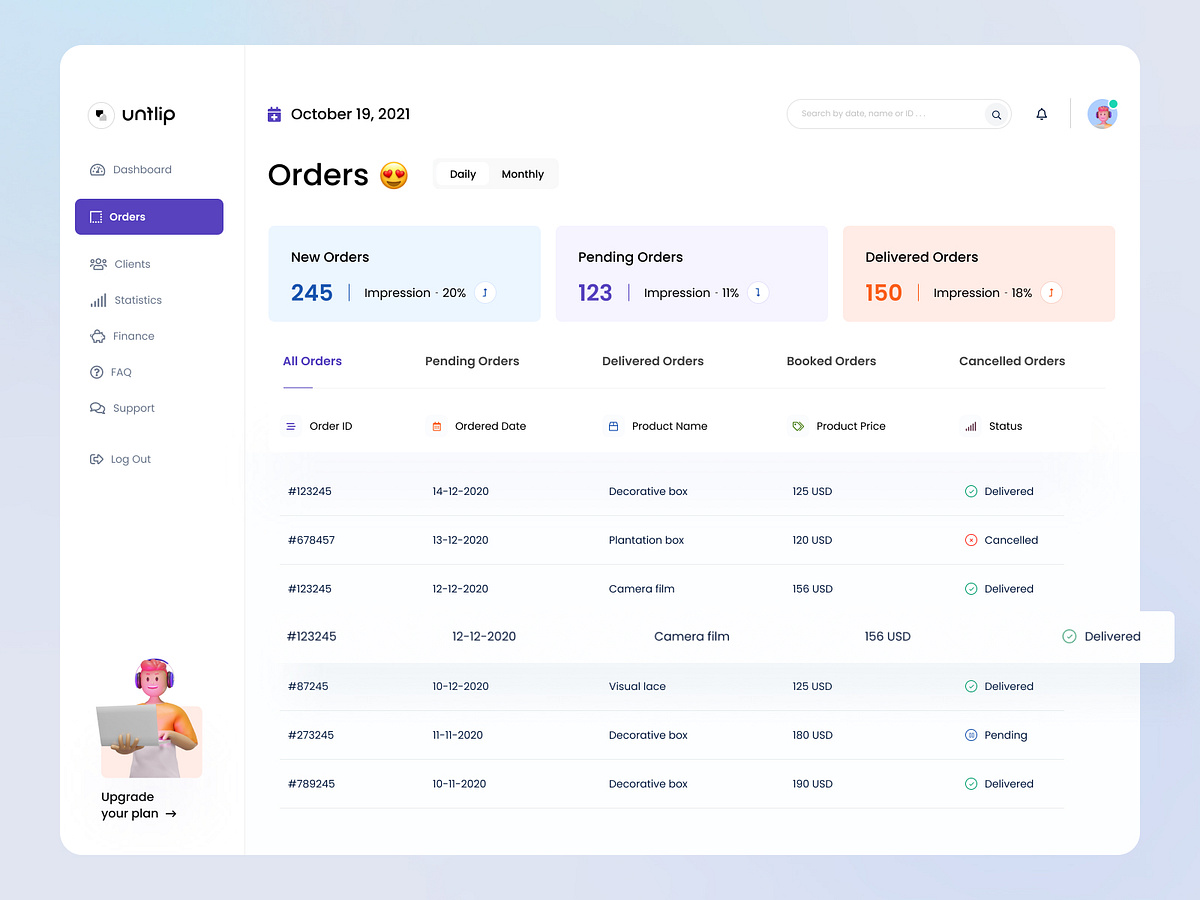 untlip
Dashboard
Orders
Clients
Statistics
Finance
FAQ
Support
Log Out
Upgrade
your plan →
October 19, 2021
Search by date, name or ID . . .
Orders 😍 Daily Monthly
New Orders
245 | Impression - 20%
Pending Orders
123 | Impression - 11%
Delivered Orders
150 | Impression - 18%
All Orders Pending Orders Delivered Orders Booked Orders Cancelled Orders
Order ID Ordered Date Product Name Product Price Status
#123245 14-12-2020 Decorative box 125 USD Delivered
#678457 13-12-2020 Plantation box 120 USD Cancelled
#123245 12-12-2020 Camera film 156 USD Delivered
#123245 12-12-2020 Camera film 156 USD Delivered
#87245 10-12-2020 Visual lace 125 USD Delivered
#273245 11-11-2020 Decorative box 180 USD Pending
#789245 10-11-2020 Decorative box 190 USD Delivered